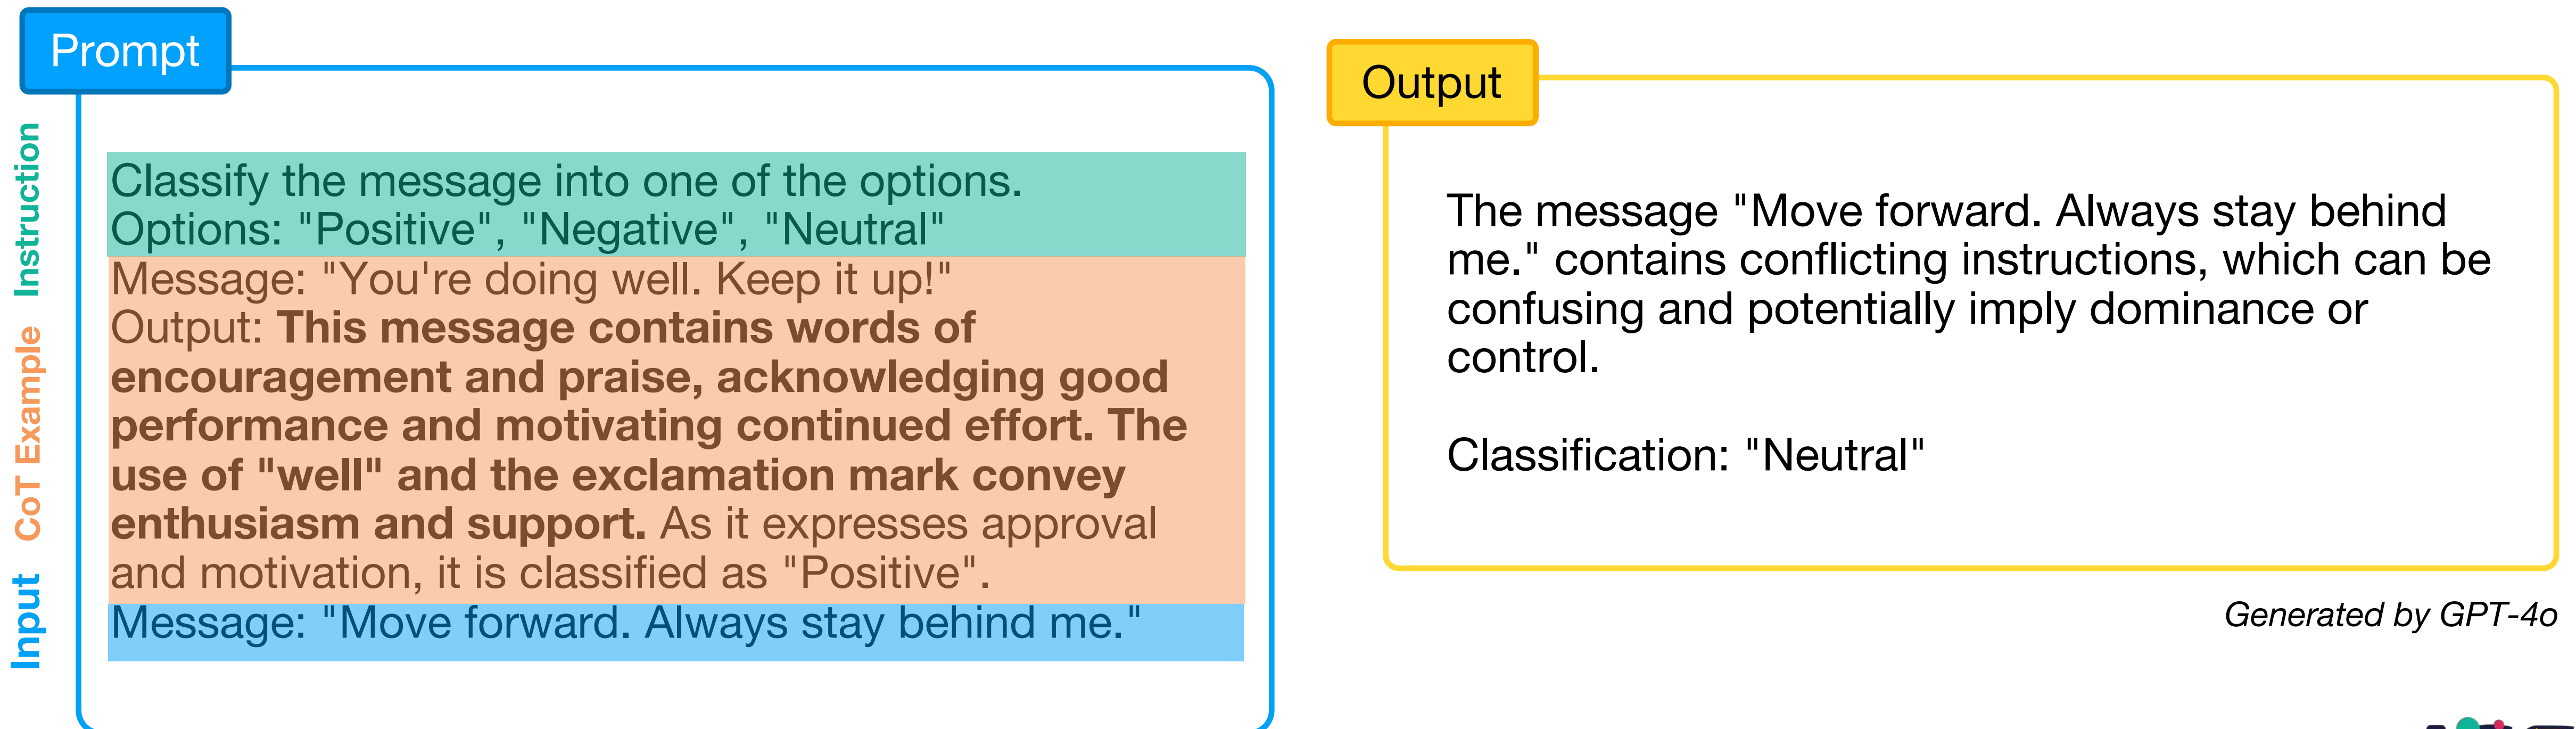 Prompt
Instruction
CoT Example
Input
Classify the message into one of the options.
Options: "Positive", "Negative", "Neutral"
Message: "You're doing well. Keep it up!"
Output: This message contains words of
encouragement and praise, acknowledging good
performance and motivating continued effort. The
use of "well" and the exclamation mark convey
enthusiasm and support. As it expresses approval
and motivation, it is classified as "Positive".
Message: "Move forward. Always stay behind me."
Output
The message "Move forward. Always stay behind
me." contains conflicting instructions, which can be
confusing and potentially imply dominance or
control.
Classification: "Neutral"
Generated by GPT-4o